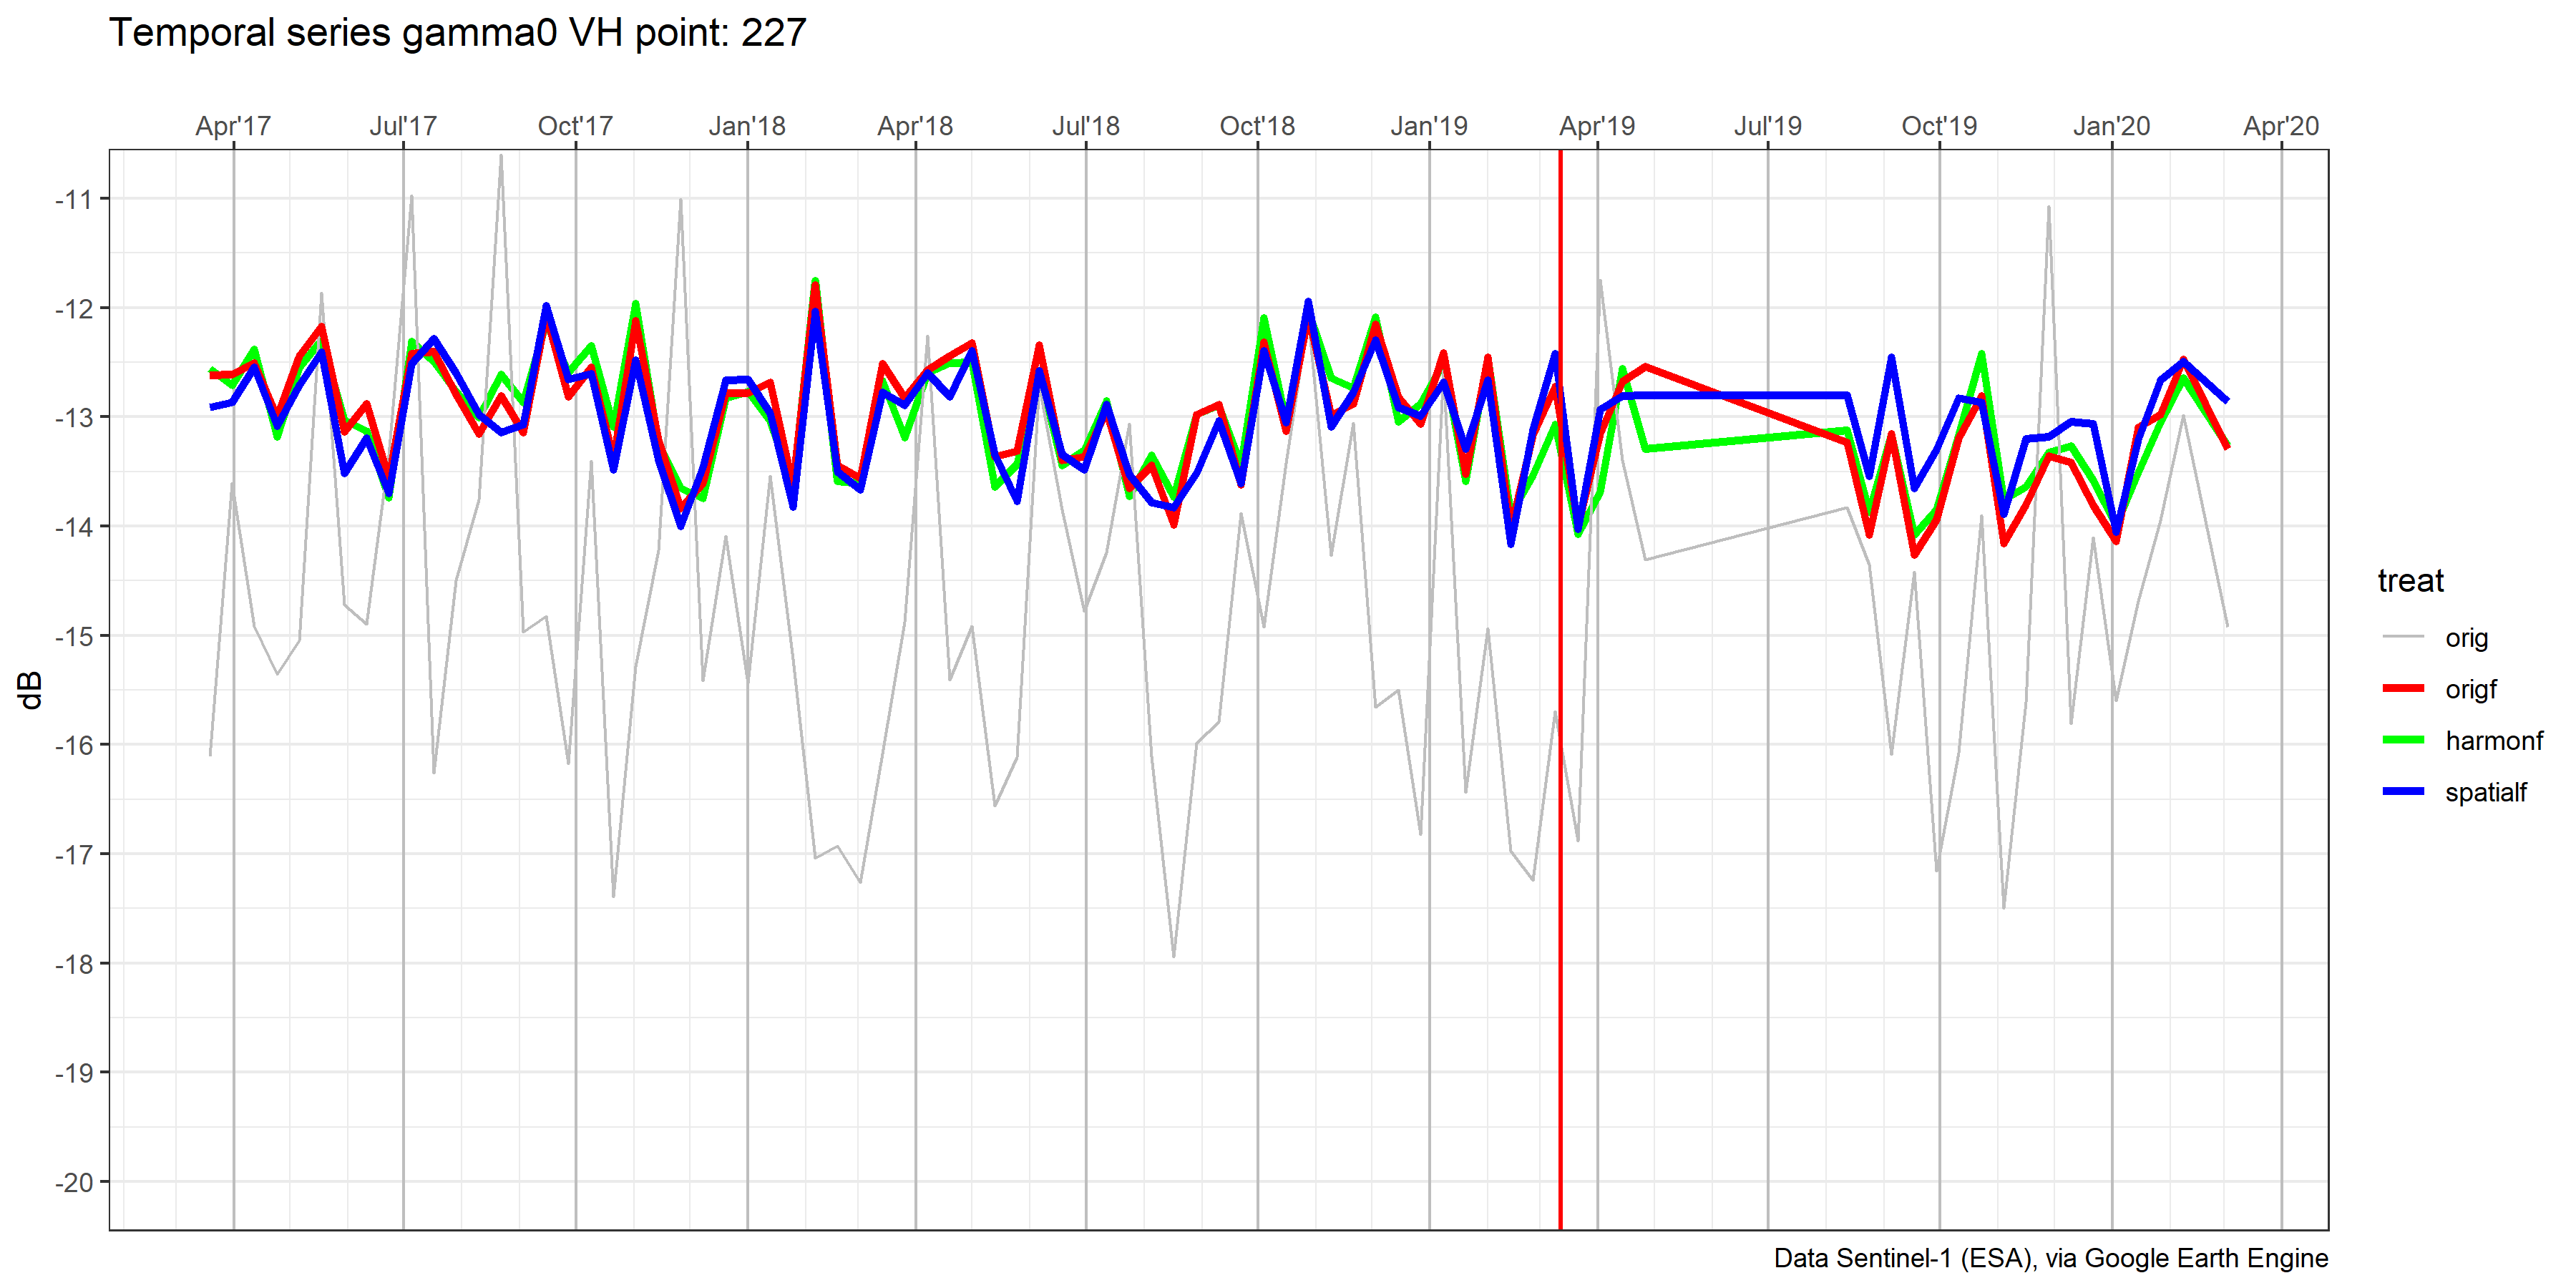 Temporal series gamma0 VH point: 227
Apr'17 Jul'17 Oct'17 Jan'18 Apr'18 Jul'18 Oct'18 Jan'19 Apr'19 Jul'19 Oct'19 Jan'20 Apr'20
-11
-12
-13
-14
-15
-16
-17
-18
-19
-20
dB
treat
orig
origf
harmonf
spatialf
Data Sentinel-1 (ESA), via Google Earth Engine